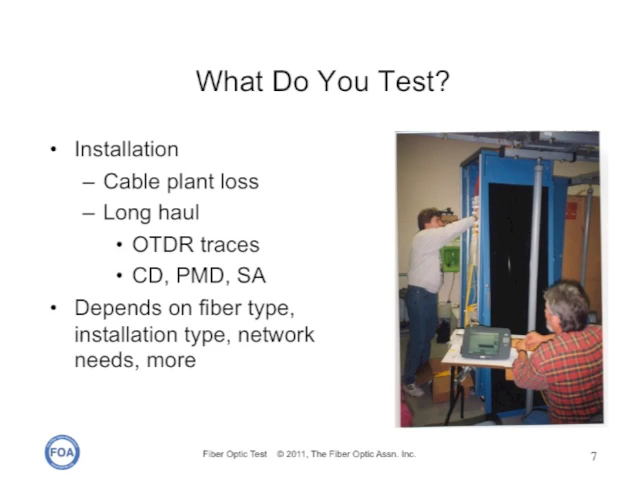 What Do You Test?
• Installation
– Cable plant loss
– Long haul
• OTDR traces
• CD, PMD, SA
• Depends on fiber type,
installation type, network
needs, more
FOA
Fiber Optic Test © 2011, The Fiber Optic Assn. Inc.
7